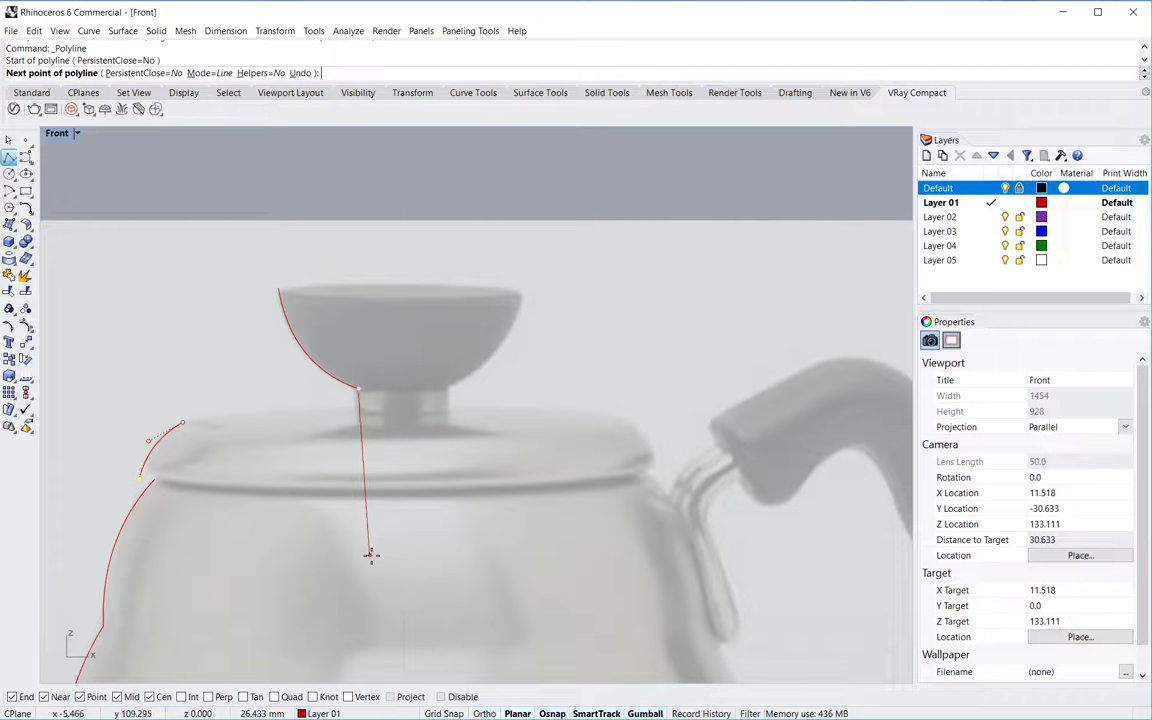 Rhinoceros 6 Commercial - [Front]
File Edit View Curve Surface Solid Mesh Dimension Transform Tools Analyze Render Panels Paneling Tools Help
Command: _Polyline
Start of polyline ( PersistentClose=No )
Next point of polyline ( PersistentClose=No Mode=Line Helpers=No Undo ):
Standard CPlanes Set View Display Select Viewport Layout Visibility Transform Curve Tools Surface Tools Solid Tools Mesh Tools Render Tools Drafting New in V6 VRay Compact
Front
Layers
Name Color Material Print Width
Default Default
Layer 01 Default
Layer 02 Default
Layer 03 Default
Layer 04 Default
Layer 05 Default
Properties
Viewport
Title Front
Width 1454
Height 928
Projection Parallel
Camera
Lens Length 50.0
Rotation 0.0
X Location 11.518
Y Location -30.633
Z Location 133.111
Distance to Target 30.633
Location Place...
Target
X Target 11.518
Y Target 0.0
Z Target 133.111
Location Place...
Wallpaper
Filename (none) ...
z
x
End Near Point Mid Cen Int Perp Tan Quad Knot Vertex Project Disable
CPlane x -5.466 y 109.295 z 0.000 26.433 mm Layer 01 Grid Snap Ortho Planar Osnap SmartTrack Gumball Record History Filter Memory use: 436 MB